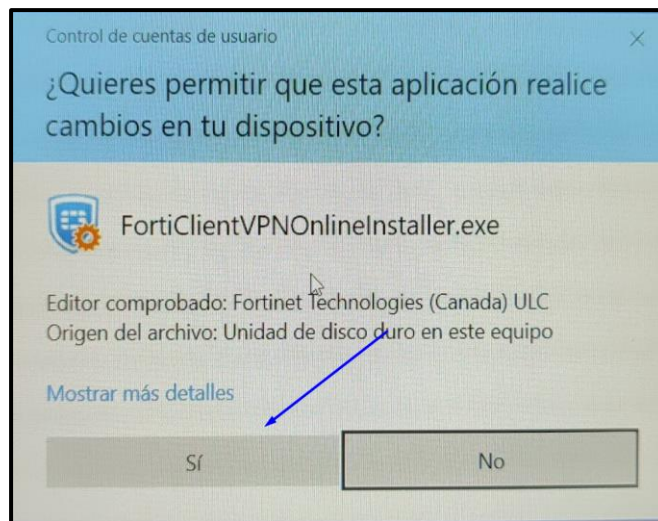 Control de cuentas de usuario
¿Quieres permitir que esta aplicación realice
cambios en tu dispositivo?
FortiClientVPNOnlineInstaller.exe
Editor comprobado: Fortinet Technologies (Canada) ULC
Origen del archivo: Unidad de disco duro en este equipo
Mostrar más detalles
Sí
No